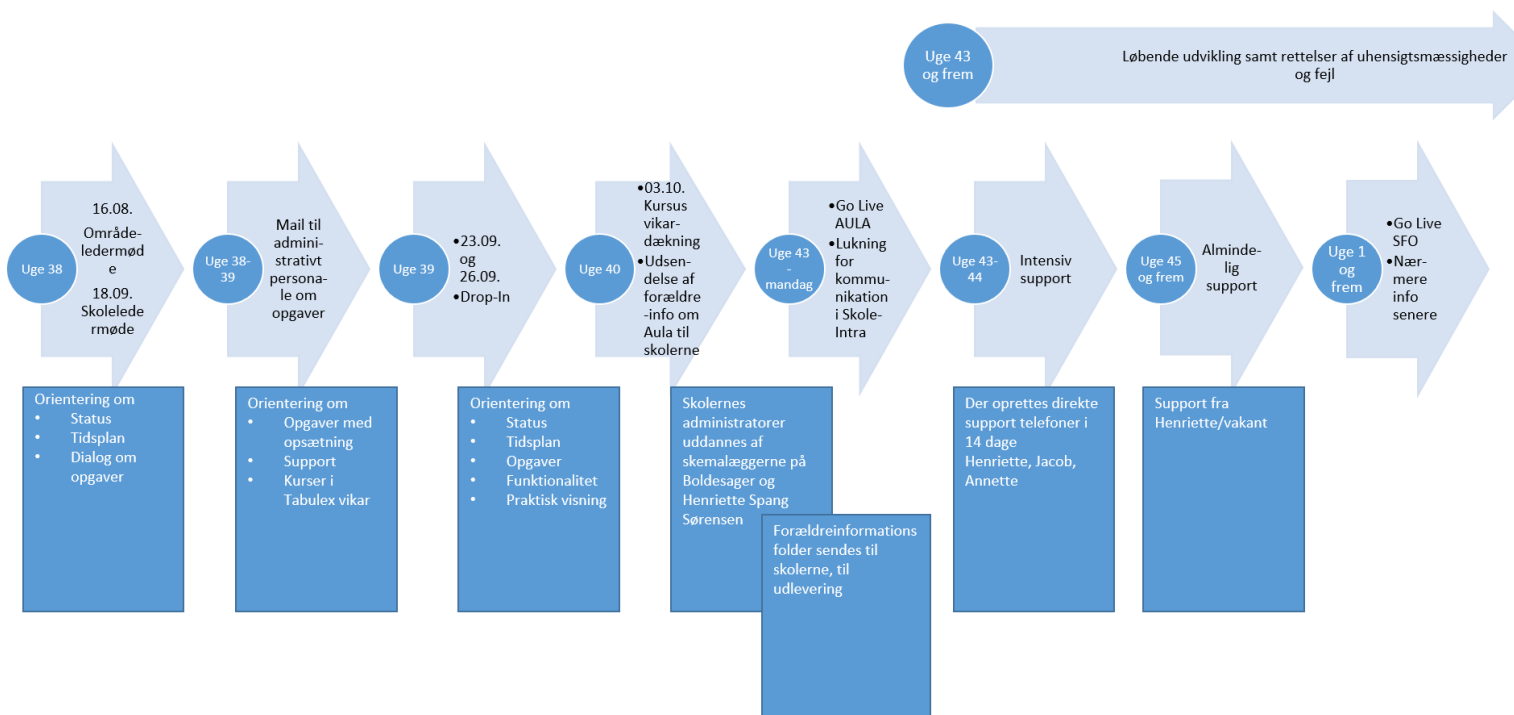 Uge 43
og frem
Løbende udvikling samt rettelser af uhensigtsmæssigheder
og fejl
Uge 38
16.08.
Område-
ledermød
e
18.09.
Skolelede
rmøde
Uge 38-
39
Mail til
admini-
strativt
persona-
le om
opgaver
Uge 39
•23.09.
og
26.09.
•Drop-In
Uge 40
•03.10.
Kursus
vikar-
dækning
•Udsen-
delse af
forældre
-info om
Aula til
skolerne
Uge 43
-
mandag
•Go Live
AULA
•Lukning
for
kommu-
nikation
i Skole-
Intra
Uge 43-
44
Intensiv
support
Uge 45
og frem
Alminde-
lig
support
Uge 1
og
frem
•Go Live
SFO
•Nær-
mere
info
senere
Orientering om
• Status
• Tidsplan
• Dialog om
opgaver
Orientering om
• Opgaver med
opsætning
• Support
• Kurser i
Tabulex vikar
Orientering om
• Status
• Tidsplan
• Opgaver
• Funktionalitet
• Praktisk visning
Skolernes
administratorer
uddannes af
skemalæggerne på
Boldesager og
Henriette Spang
Sørensen
Forældreinformations
folder sendes til
skolerne, til
udlevering
Der oprettes direkte
support telefoner i
14 dage
Henriette, Jacob,
Annette
Support fra
Henriette/vakant